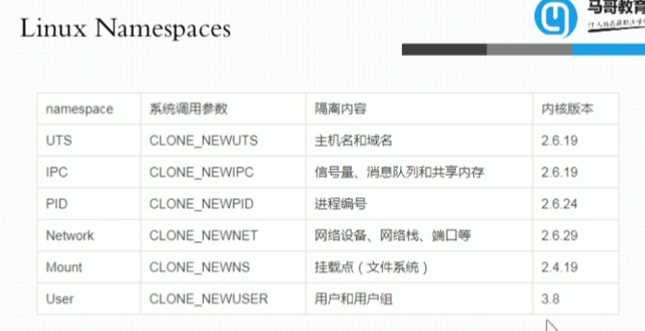 Linux Namespaces
马哥教育
namespace 系统调用参数 隔离内容 内核版本
UTS CLONE_NEWUTS 主机名和域名 2.6.19
IPC CLONE_NEWIPC 信号量、消息队列和共享内存 2.6.19
PID CLONE_NEWPID 进程编号 2.6.24
Network CLONE_NEWNET 网络设备、网络栈、端口等 2.6.29
Mount CLONE_NEWNS 挂载点（文件系统） 2.4.19
User CLONE_NEWUSER 用户和用户组 3.8